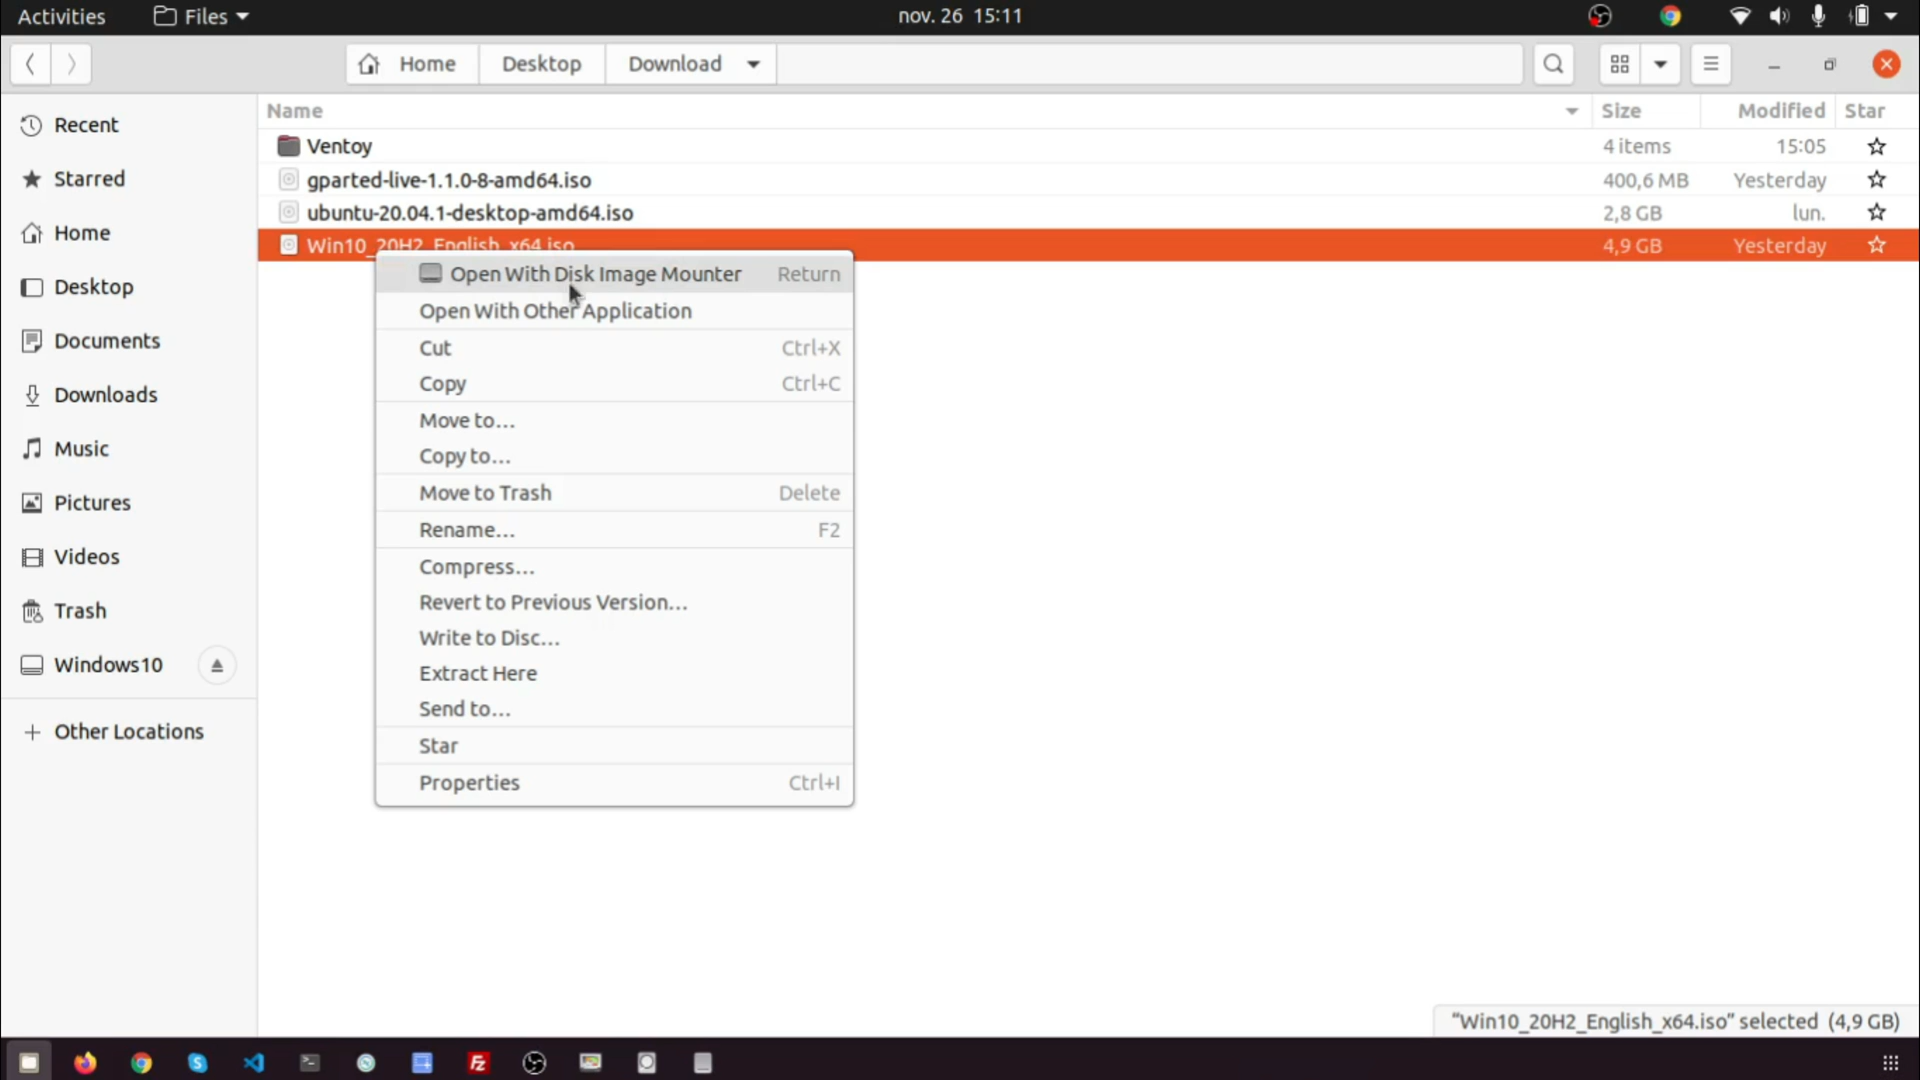 Activities Files nov. 26 15:11
Home Desktop Download
Name Size Modified Star
Recent
Starred
Home
Desktop
Documents
Downloads
Music
Pictures
Videos
Trash
Windows10
Other Locations
Ventoy 4 items 15:05
gparted-live-1.1.0-8-amd64.iso 400,6 MB Yesterday
ubuntu-20.04.1-desktop-amd64.iso 2,8 GB lun.
Win10_20H2_English_x64.iso 4,9 GB Yesterday
Open With Disk Image Mounter Return
Open With Other Application
Cut Ctrl+X
Copy Ctrl+C
Move to…
Copy to…
Move to Trash Delete
Rename… F2
Compress…
Revert to Previous Version…
Write to Disc…
Extract Here
Send to…
Star
Properties Ctrl+I
“Win10_20H2_English_x64.iso” selected (4,9 GB)
Fz